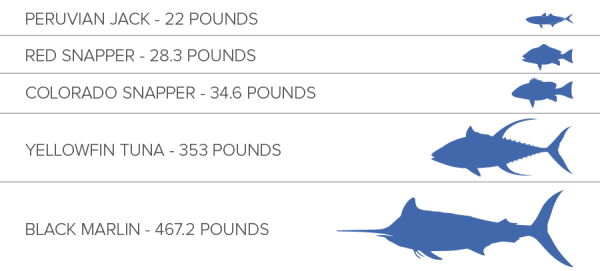 PERUVIAN JACK - 22 POUNDS
RED SNAPPER - 28.3 POUNDS
COLORADO SNAPPER - 34.6 POUNDS
YELLOWFIN TUNA - 353 POUNDS
BLACK MARLIN - 467.2 POUNDS